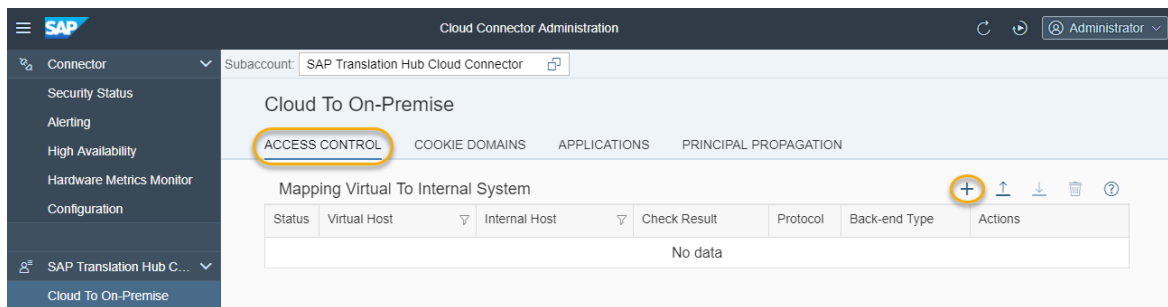 SAP Cloud Connector Administration Administrator
Connector
Subaccount: SAP Translation Hub Cloud Connector
Security Status
Alerting
High Availability
Hardware Metrics Monitor
Configuration
SAP Translation Hub C...
Cloud To On-Premise
Cloud To On-Premise
ACCESS CONTROL COOKIE DOMAINS APPLICATIONS PRINCIPAL PROPAGATION
Mapping Virtual To Internal System
Status Virtual Host Internal Host Check Result Protocol Back-end Type Actions
No data